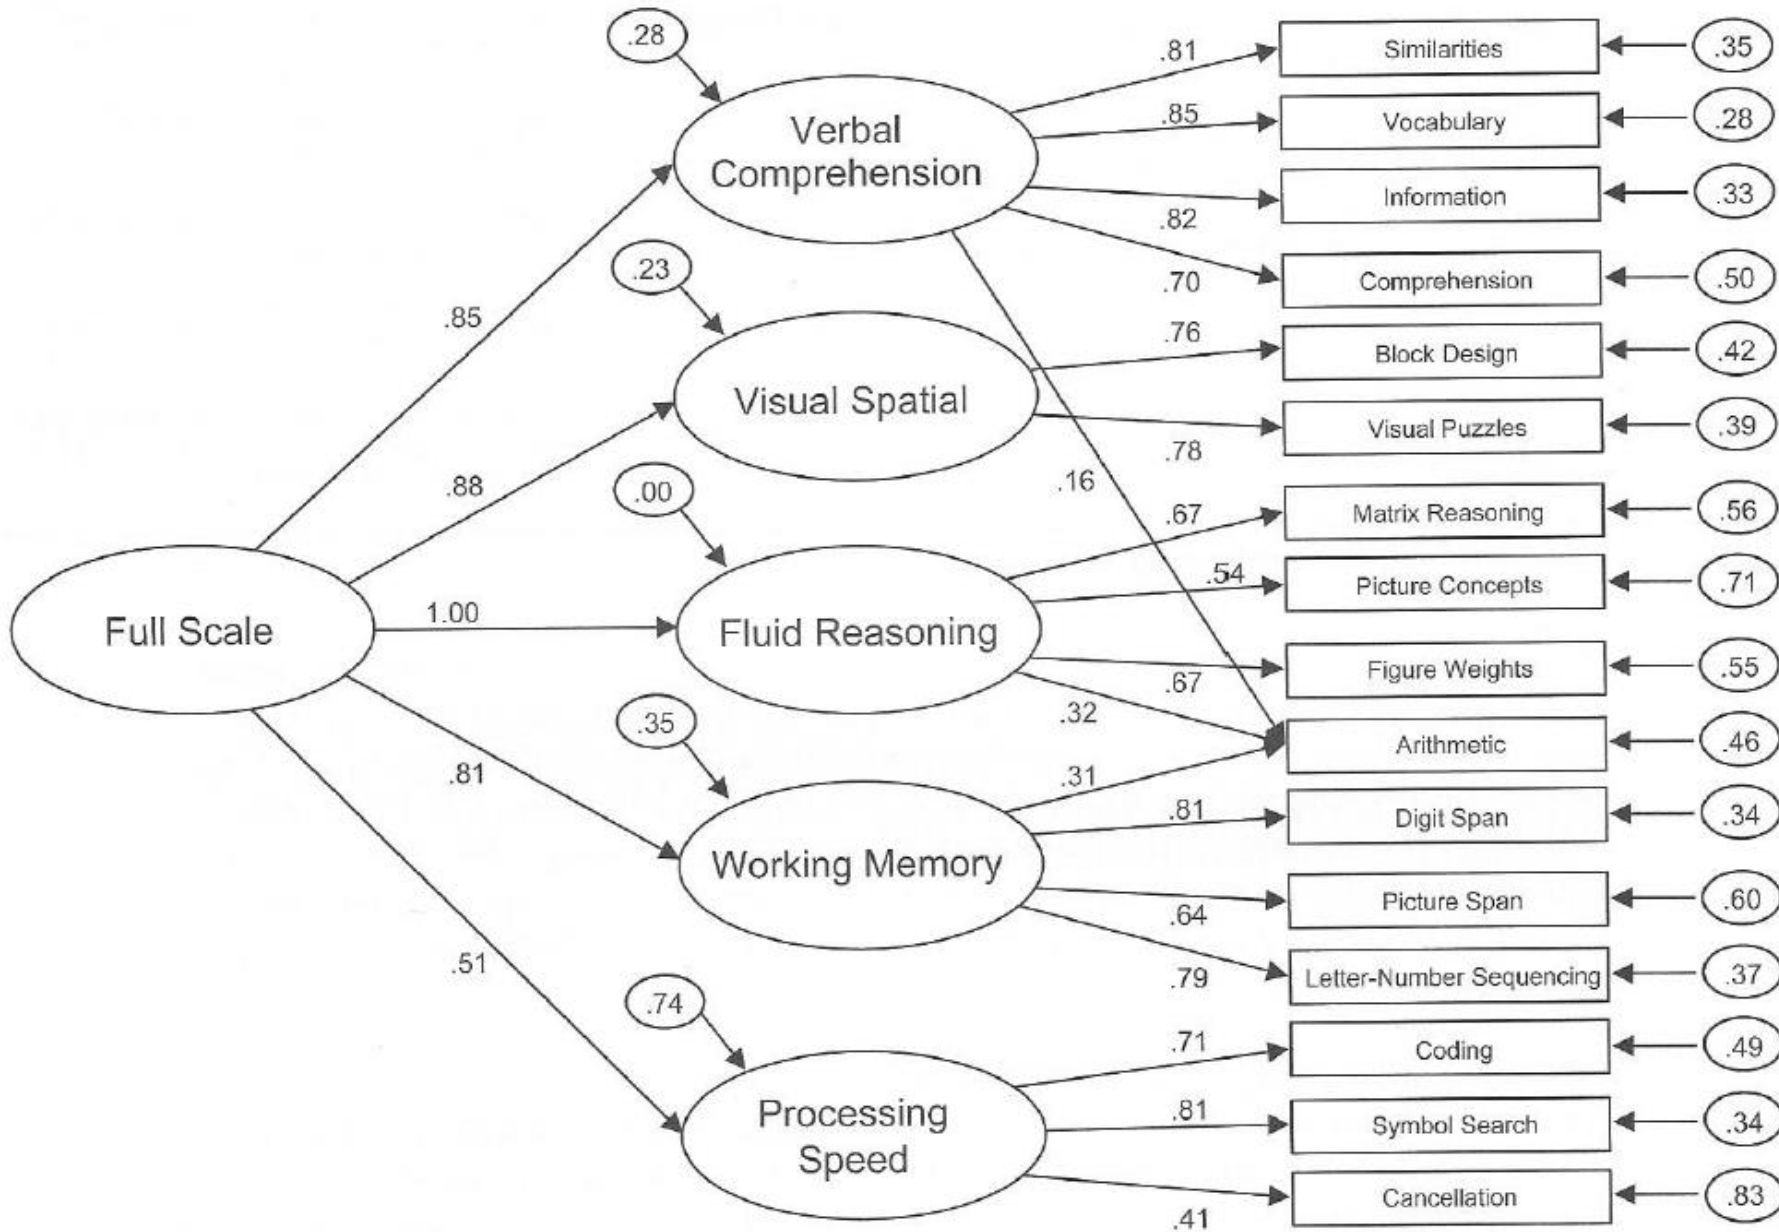 .28
.81
Similarities
.35
Verbal
Comprehension
.85
Vocabulary
.28
Information
.33
.82
.23
.70
Comprehension
.50
.85
.76
Block Design
.42
Visual Spatial
.78
Visual Puzzles
.39
.88
.00
.16
.67
Matrix Reasoning
.56
.54
Picture Concepts
.71
Full Scale
1.00
Fluid Reasoning
.67
Figure Weights
.55
.35
.32
Arithmetic
.46
.81
.31
.81
Digit Span
.34
Working Memory
.64
Picture Span
.60
.51
.79
Letter-Number Sequencing
.37
.74
.71
Coding
.49
Processing
Speed
.81
Symbol Search
.34
.41
Cancellation
.83